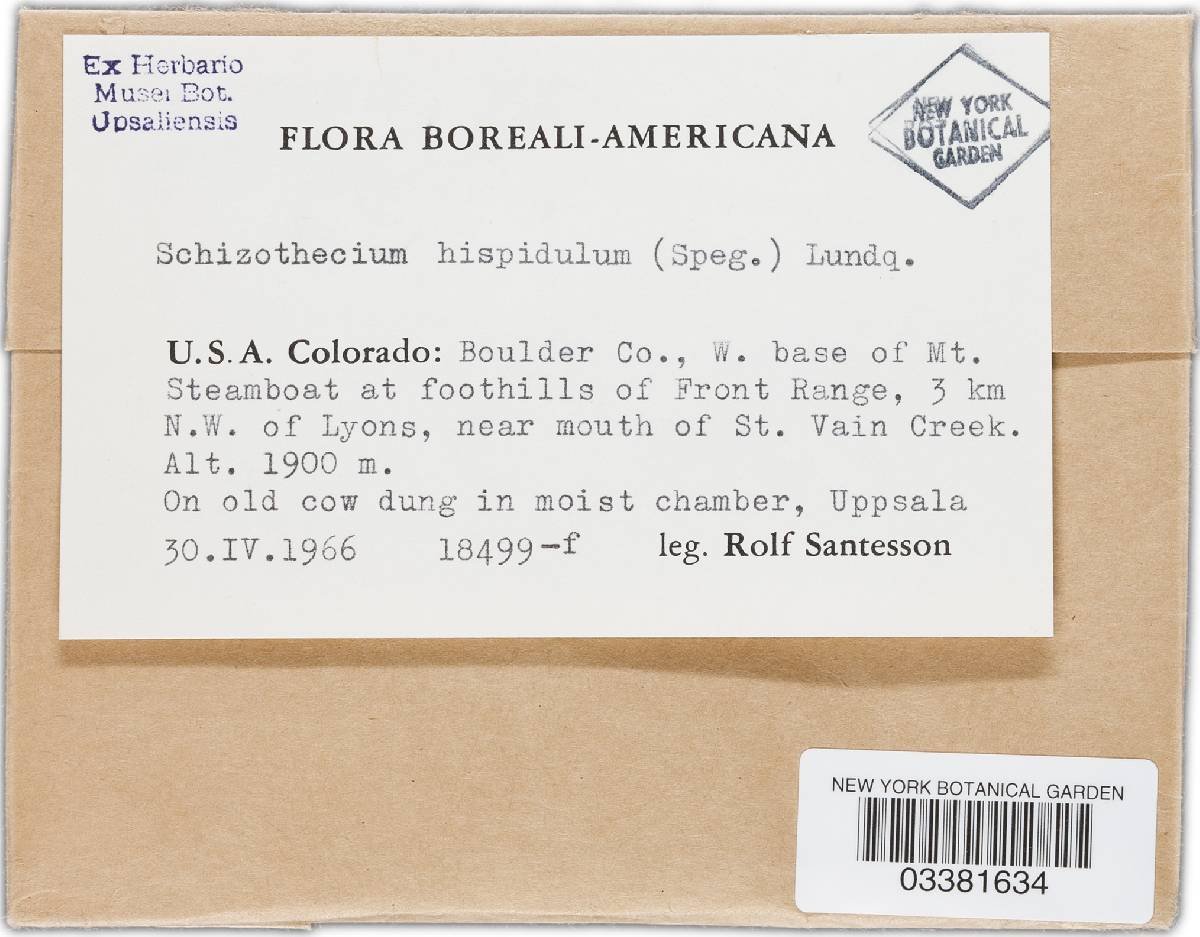 Ex Herbario
Musei Bot.
Upsaliensis
NEW YORK
BOTANICAL
GARDEN
FLORA BOREALI-AMERICANA
Schizothecium hispidulum (Speg.) Lundq.
U.S.A. Colorado: Boulder Co., W. base of Mt.
Steamboat at foothills of Front Range, 3 km
N.W. of Lyons, near mouth of St. Vain Creek.
Alt. 1900 m.
On old cow dung in moist chamber, Uppsala
30.IV.1966 18499-f leg. Rolf Santesson
NEW YORK BOTANICAL GARDEN
03381634